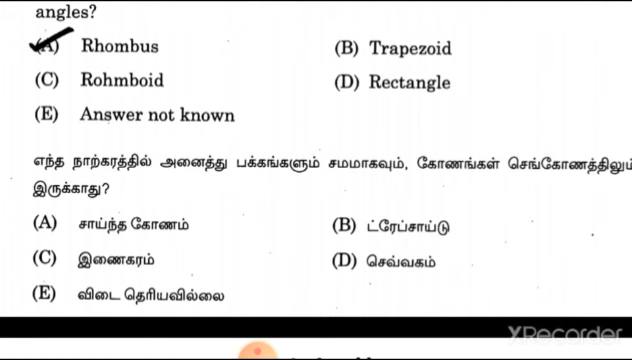 angles?
(A) Rhombus (B) Trapezoid
(C) Rohmboid (D) Rectangle
(E) Answer not known
எந்த நாற்கரத்தில் அனைத்து பக்கங்களும் சமமாகவும், கோணங்கள் செங்கோணத்திலும்
இருக்காது?
(A) சாய்ந்த கோணம் (B) ட்ரேப்சாய்டு
(C) இணைகரம் (D) செவ்வகம்
(E) விடை தெரியவில்லை
XRecorder